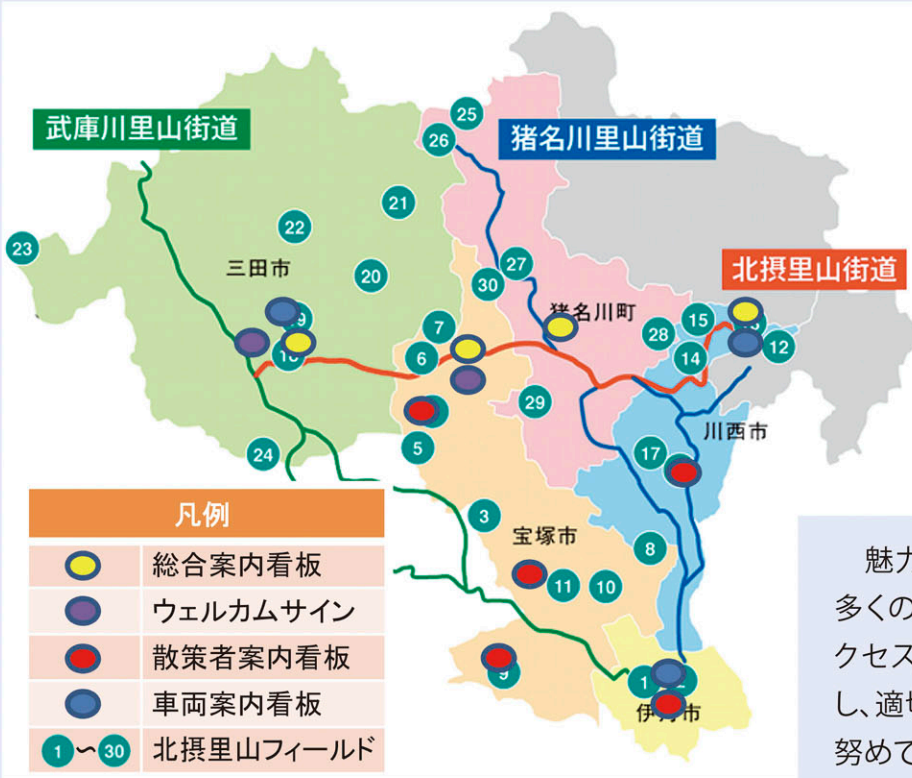 武庫川里山街道
猪名川里山街道
北摂里山街道
25
26
21
22
23
三田市
20
27
30
猪名川町
28
15
14
12
7
6
29
川西市
5
17
24
3
宝塚市
8
11
10
9
1
伊丹市
凡例
総合案内看板
ウェルカムサイン
散策者案内看板
車両案内看板
1〜30 北摂里山フィールド
魅力
多くの
クセス
し、適
努めて